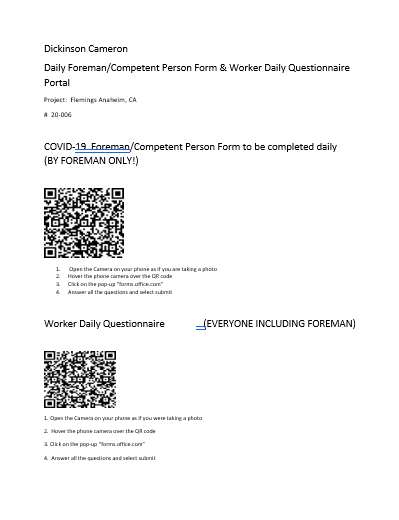 Dickinson Cameron
Daily Foreman/Competent Person Form & Worker Daily Questionnaire
Portal
Project: Flemings Anaheim, CA
# 20-006
COVID-19 Foreman/Competent Person Form to be completed daily
(BY FOREMAN ONLY!)
1. Open the Camera on your phone as if you are taking a photo
2. Hover the phone camera over the QR code
3. Click on the pop-up "forms.office.com"
4. Answer all the questions and select submit
Worker Daily Questionnaire (EVERYONE INCLUDING FOREMAN)
1. Open the Camera on your phone as if you were taking a photo
2. Hover the phone camera over the QR code
3. Click on the pop-up "forms.office.com"
4. Answer all the questions and select submit